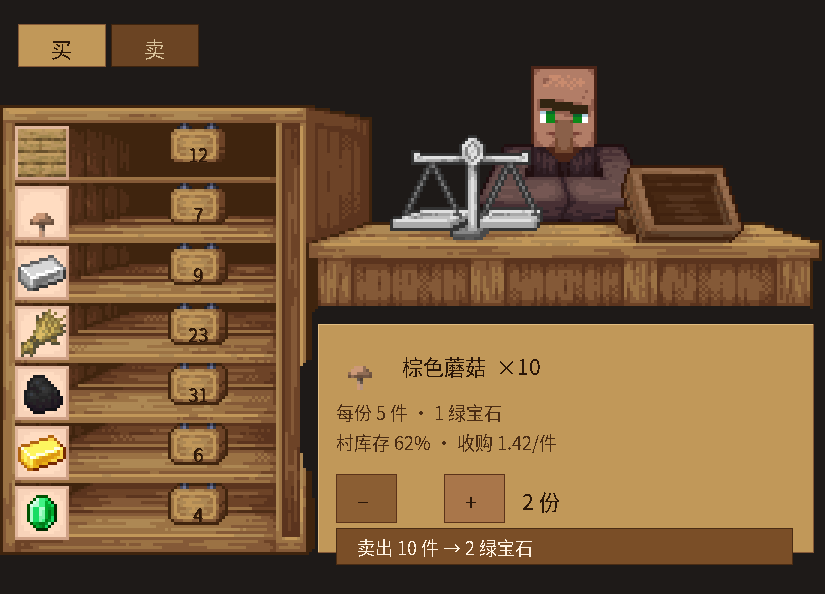 买
卖
12
7
9
23
31
6
4
棕色蘑菇 ×10
每份 5 件 · 1 绿宝石
村库存 62% · 收购 1.42/件
− + 2 份
卖出 10 件 → 2 绿宝石